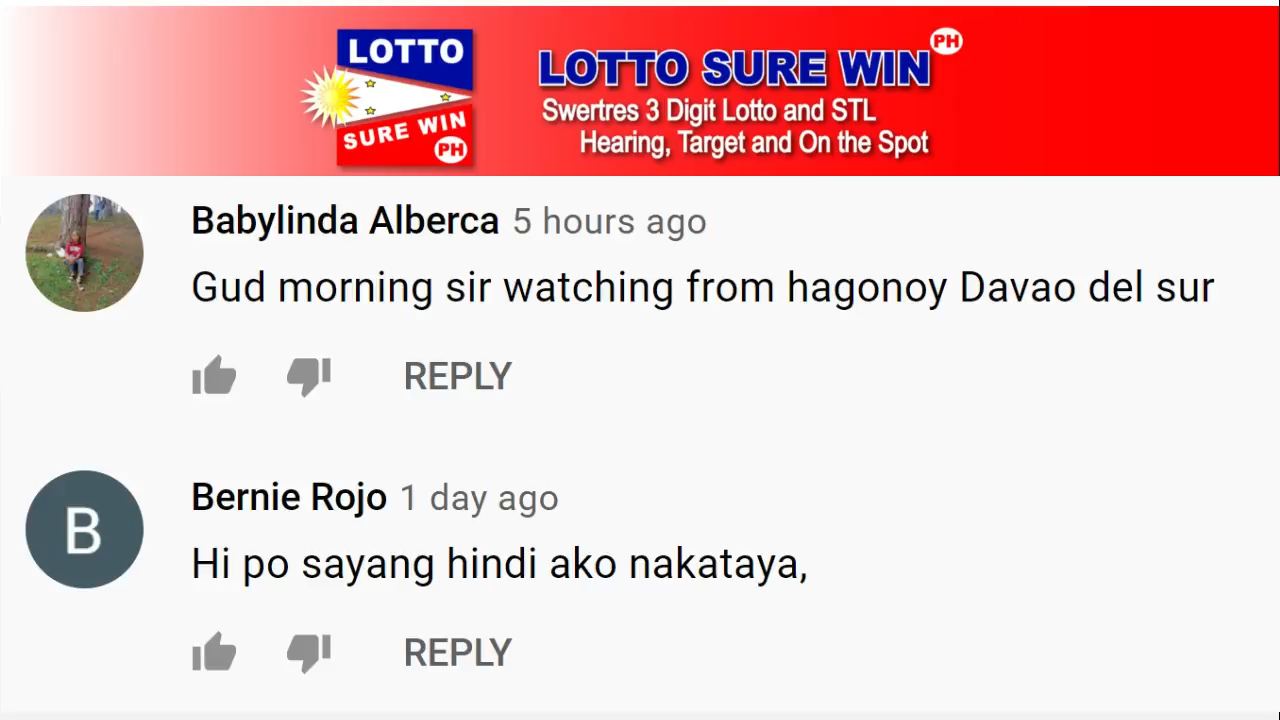 LOTTO
SURE WIN
PH
LOTTO SURE WIN PH
Swertres 3 Digit Lotto and STL
Hearing, Target and On the Spot
Babylinda Alberca 5 hours ago
Gud morning sir watching from hagonoy Davao del sur
REPLY
B
Bernie Rojo 1 day ago
Hi po sayang hindi ako nakataya,
REPLY